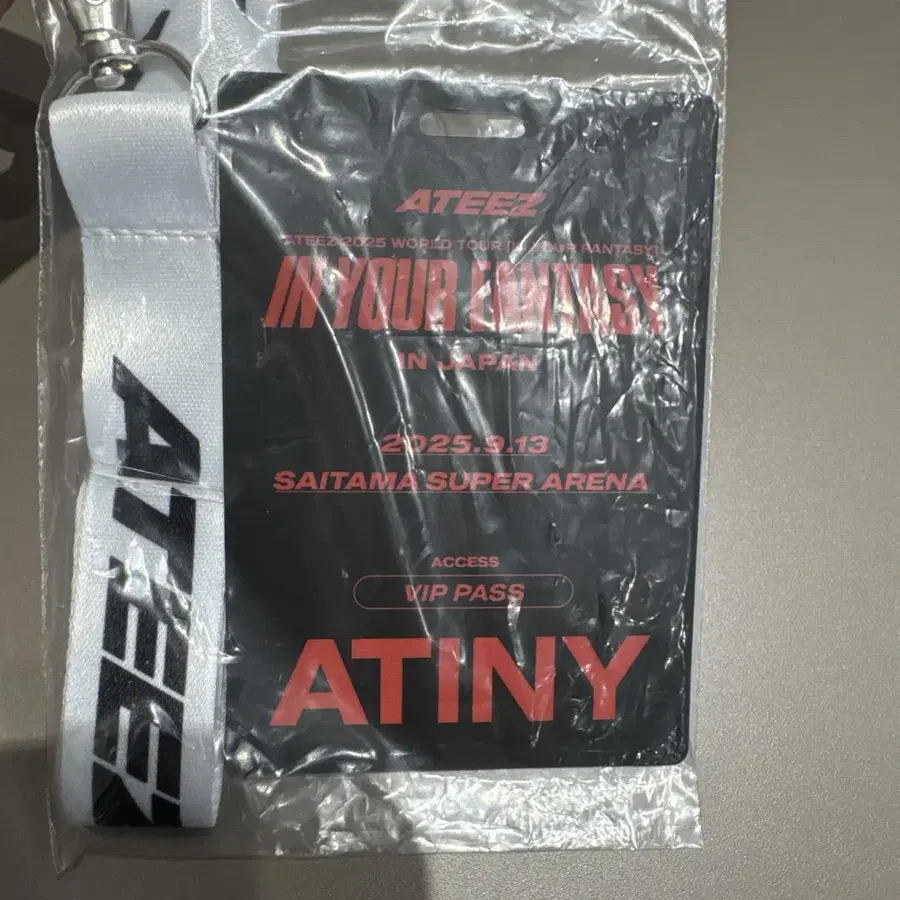 ATEEZ
ATEEZ 2025 WORLD TOUR [IN YOUR FANTASY]
IN YOUR FANTASY
IN JAPAN
2025.9.13
SAITAMA SUPER ARENA
ACCESS
VIP PASS
ATINY
ATEEZ